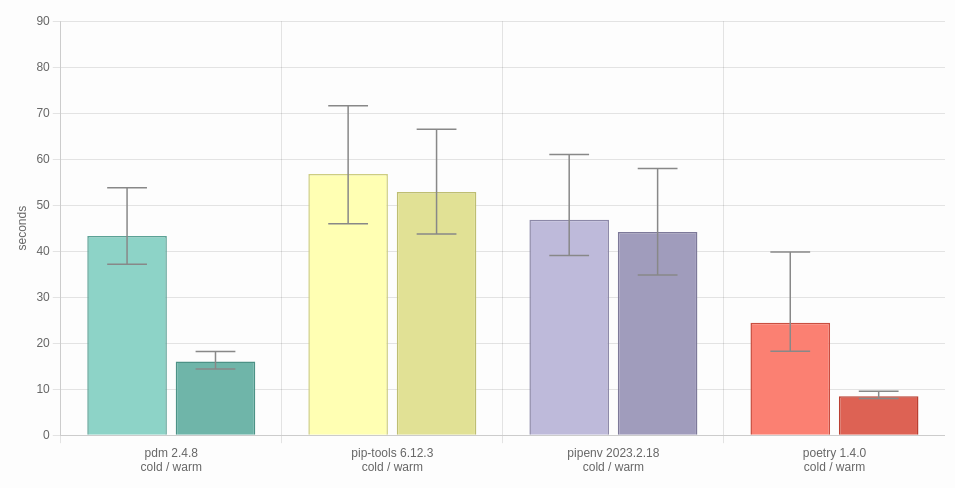 90
80
70
60
50
40
30
20
10
0
seconds
pdm 2.4.8
cold / warm
pip-tools 6.12.3
cold / warm
pipenv 2023.2.18
cold / warm
poetry 1.4.0
cold / warm